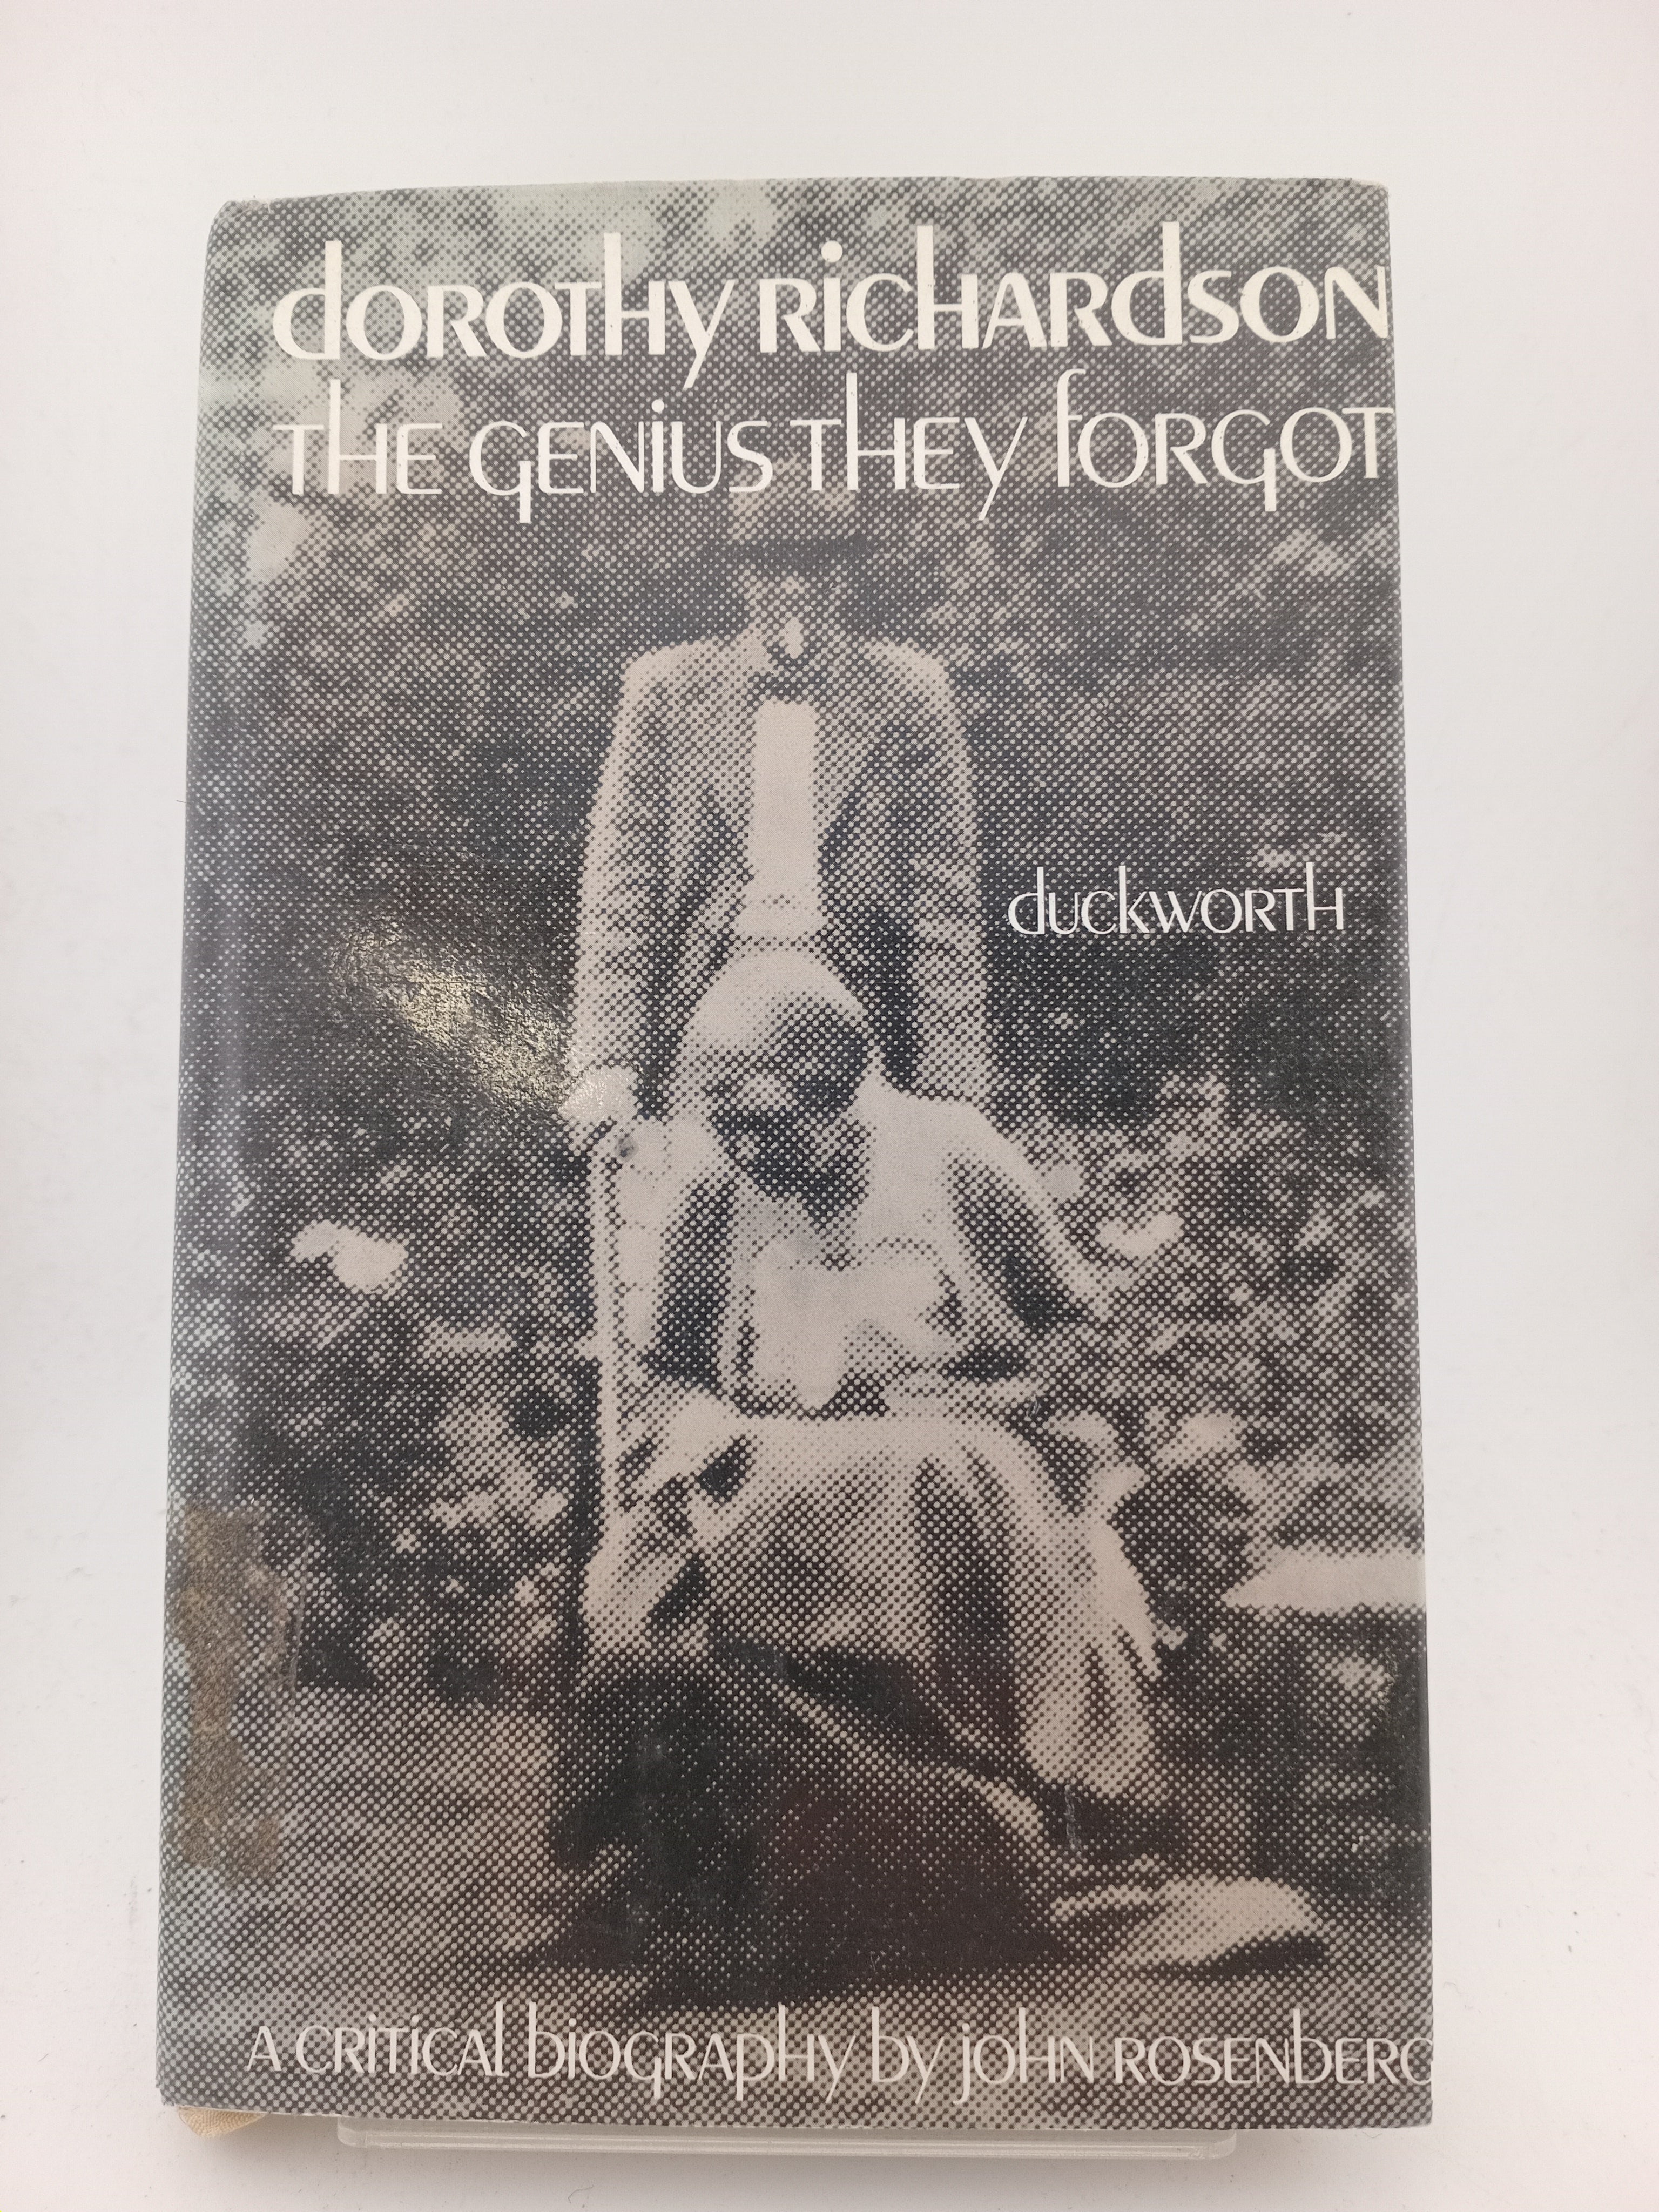 dOROThy RichARdSON
ThE GENiUS ThEy fORGOT
duckwORTh
A CRiTiCAl biOGRAphy by jOhN ROSENbERG